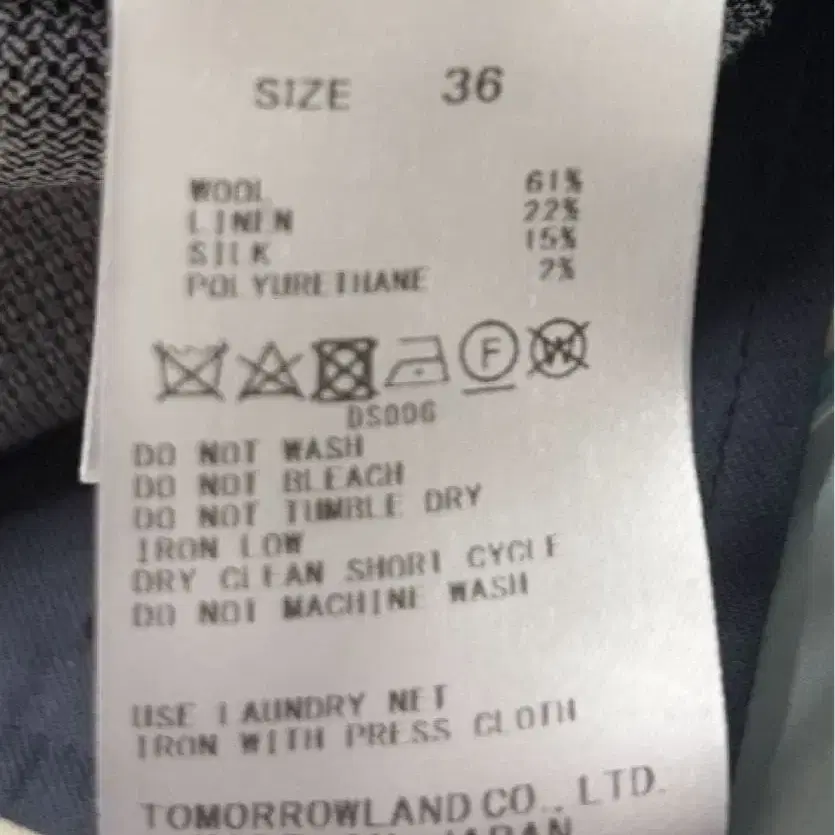 SIZE 36
WOOL 61%
LINEN 22%
SILK 15%
POLYURETHANE 2%
F W
DS006
DO NOT WASH
DO NOT BLEACH
DO NOT TUMBLE DRY
IRON LOW
DRY CLEAN SHORT CYCLE
DO NOT MACHINE WASH
USE LAUNDRY NET
IRON WITH PRESS CLOTH
TOMORROWLAND CO., LTD.
JAPAN